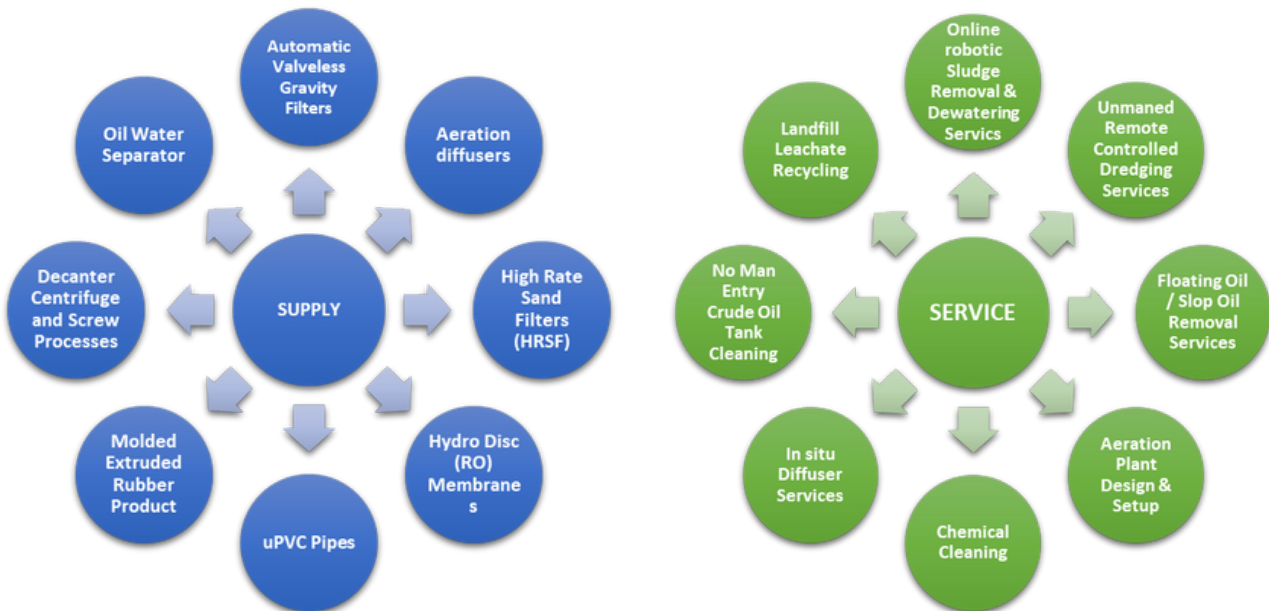 Automatic
Valveless
Gravity
Filters
Aeration
diffusers
High Rate
Sand
Filters
(HRSF)
Hydro Disc
(RO)
Membrane
s
uPVC Pipes
Molded
Extruded
Rubber
Product
Decanter
Centrifuge
and Screw
Processes
Oil Water
Separator
SUPPLY
Online
robotic
Sludge
Removal &
Dewatering
Servics
Unmaned
Remote
Controlled
Dredging
Services
Floating Oil
/ Slop Oil
Removal
Services
Aeration
Plant
Design &
Setup
Chemical
Cleaning
In situ
Diffuser
Services
No Man
Entry
Crude Oil
Tank
Cleaning
Landfill
Leachate
Recycling
SERVICE